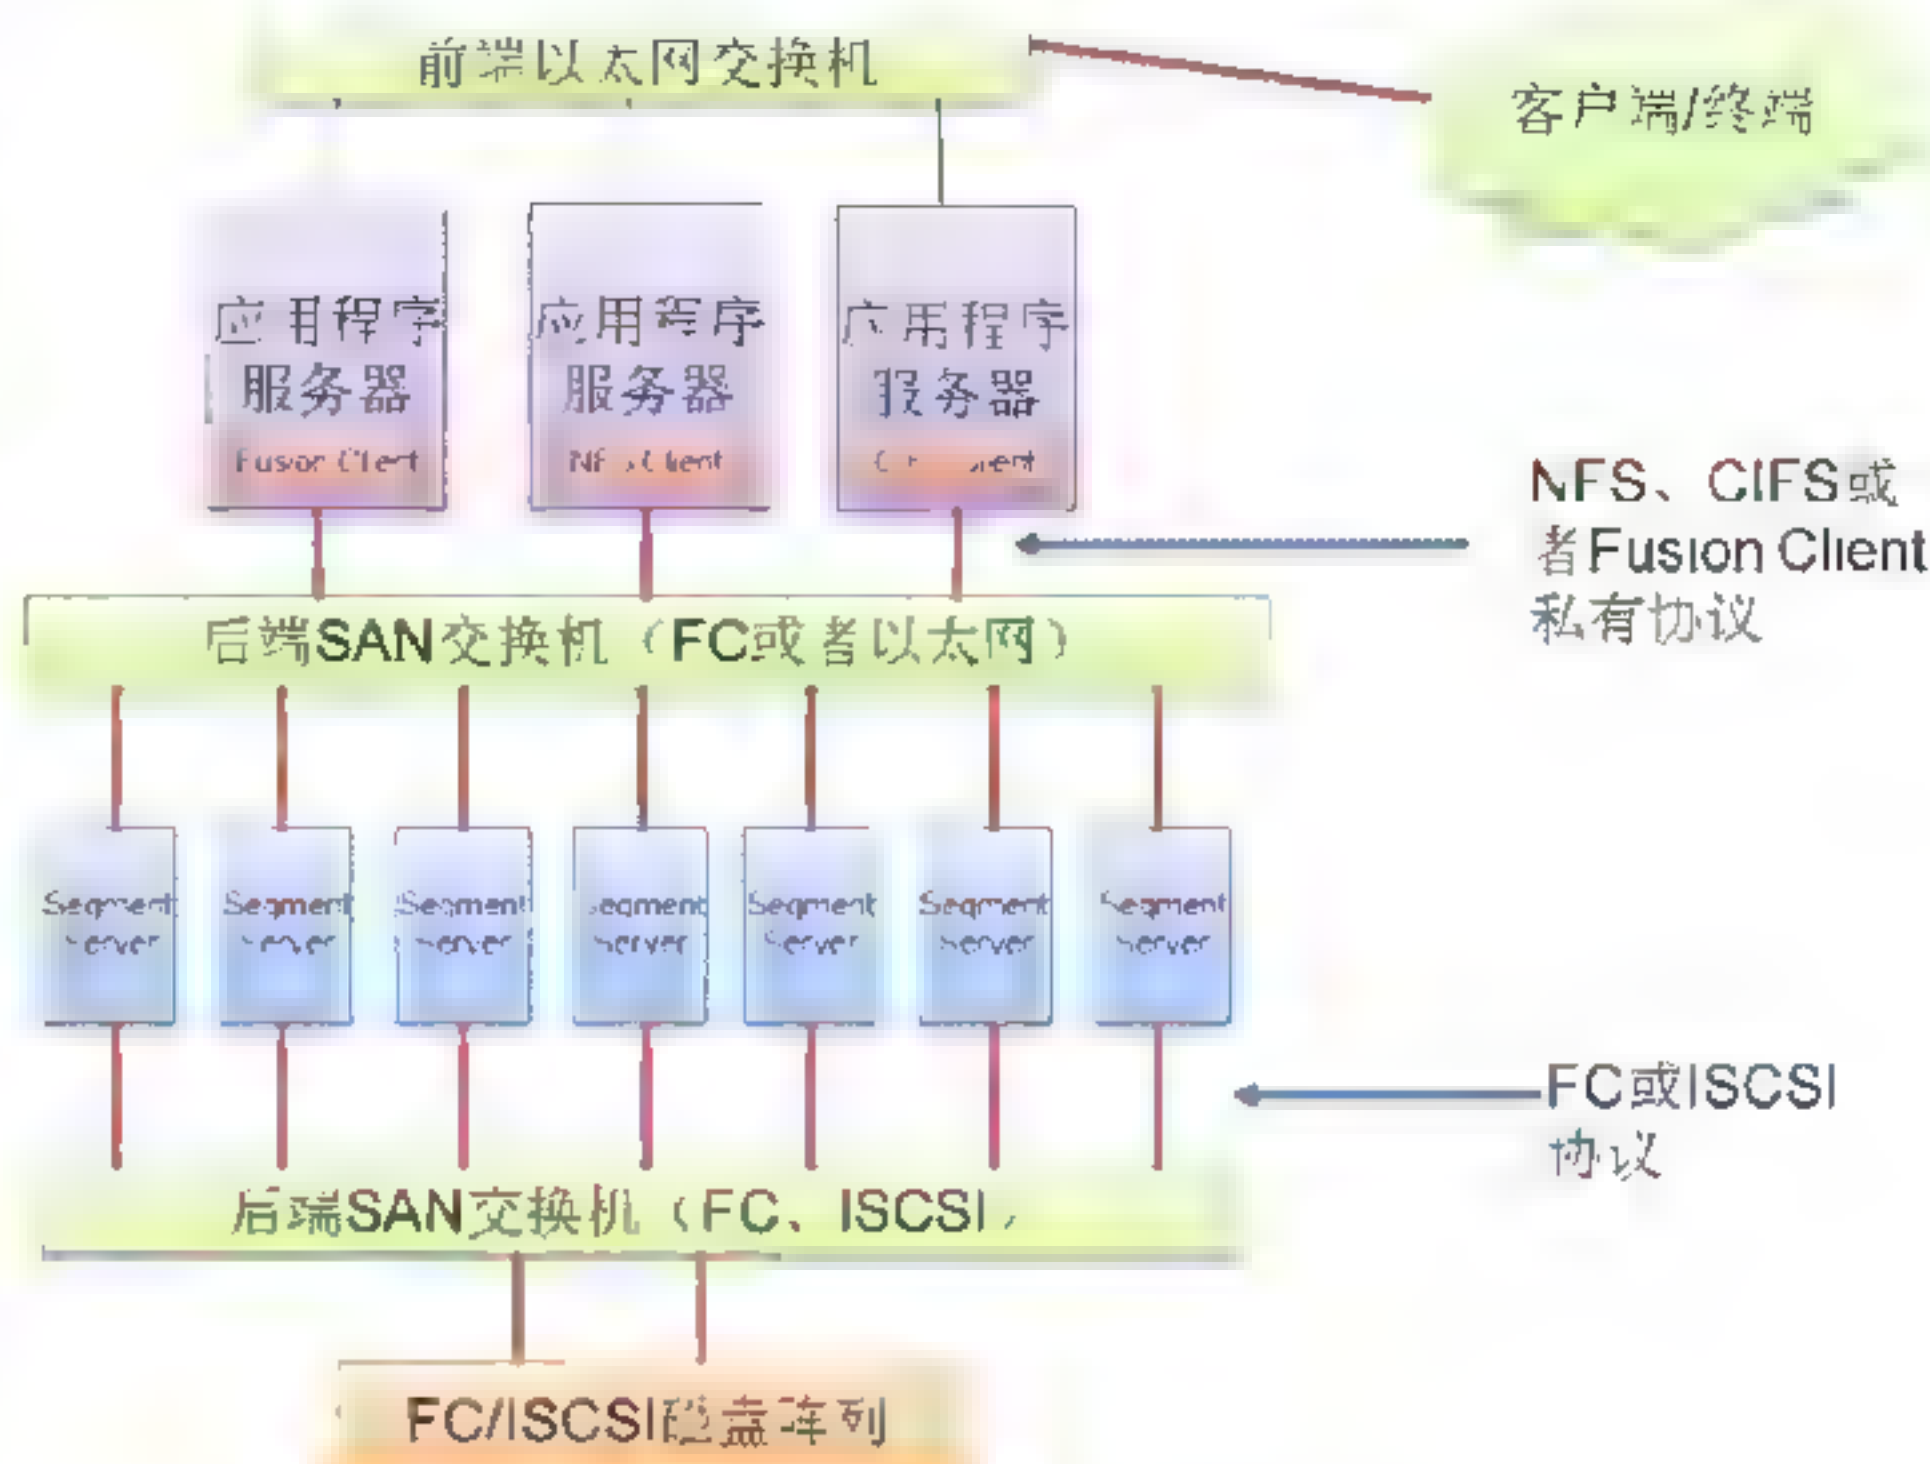 前端以太网交换机
客户端/终端
应用程序
服务器
Fusion Client
应用程序
服务器
NFS Client
应用程序
服务器
NFS、CIFS或
者Fusion Client
私有协议
后端SAN交换机（FC或者以太网）
Segment
Server
Segment
Server
Segment
Server
Segment
Server
Segment
Server
Segment
Server
Segment
Server
FC或ISCSI
协议
后端SAN交换机（FC、ISCSI）
FC/ISCSI磁盘阵列